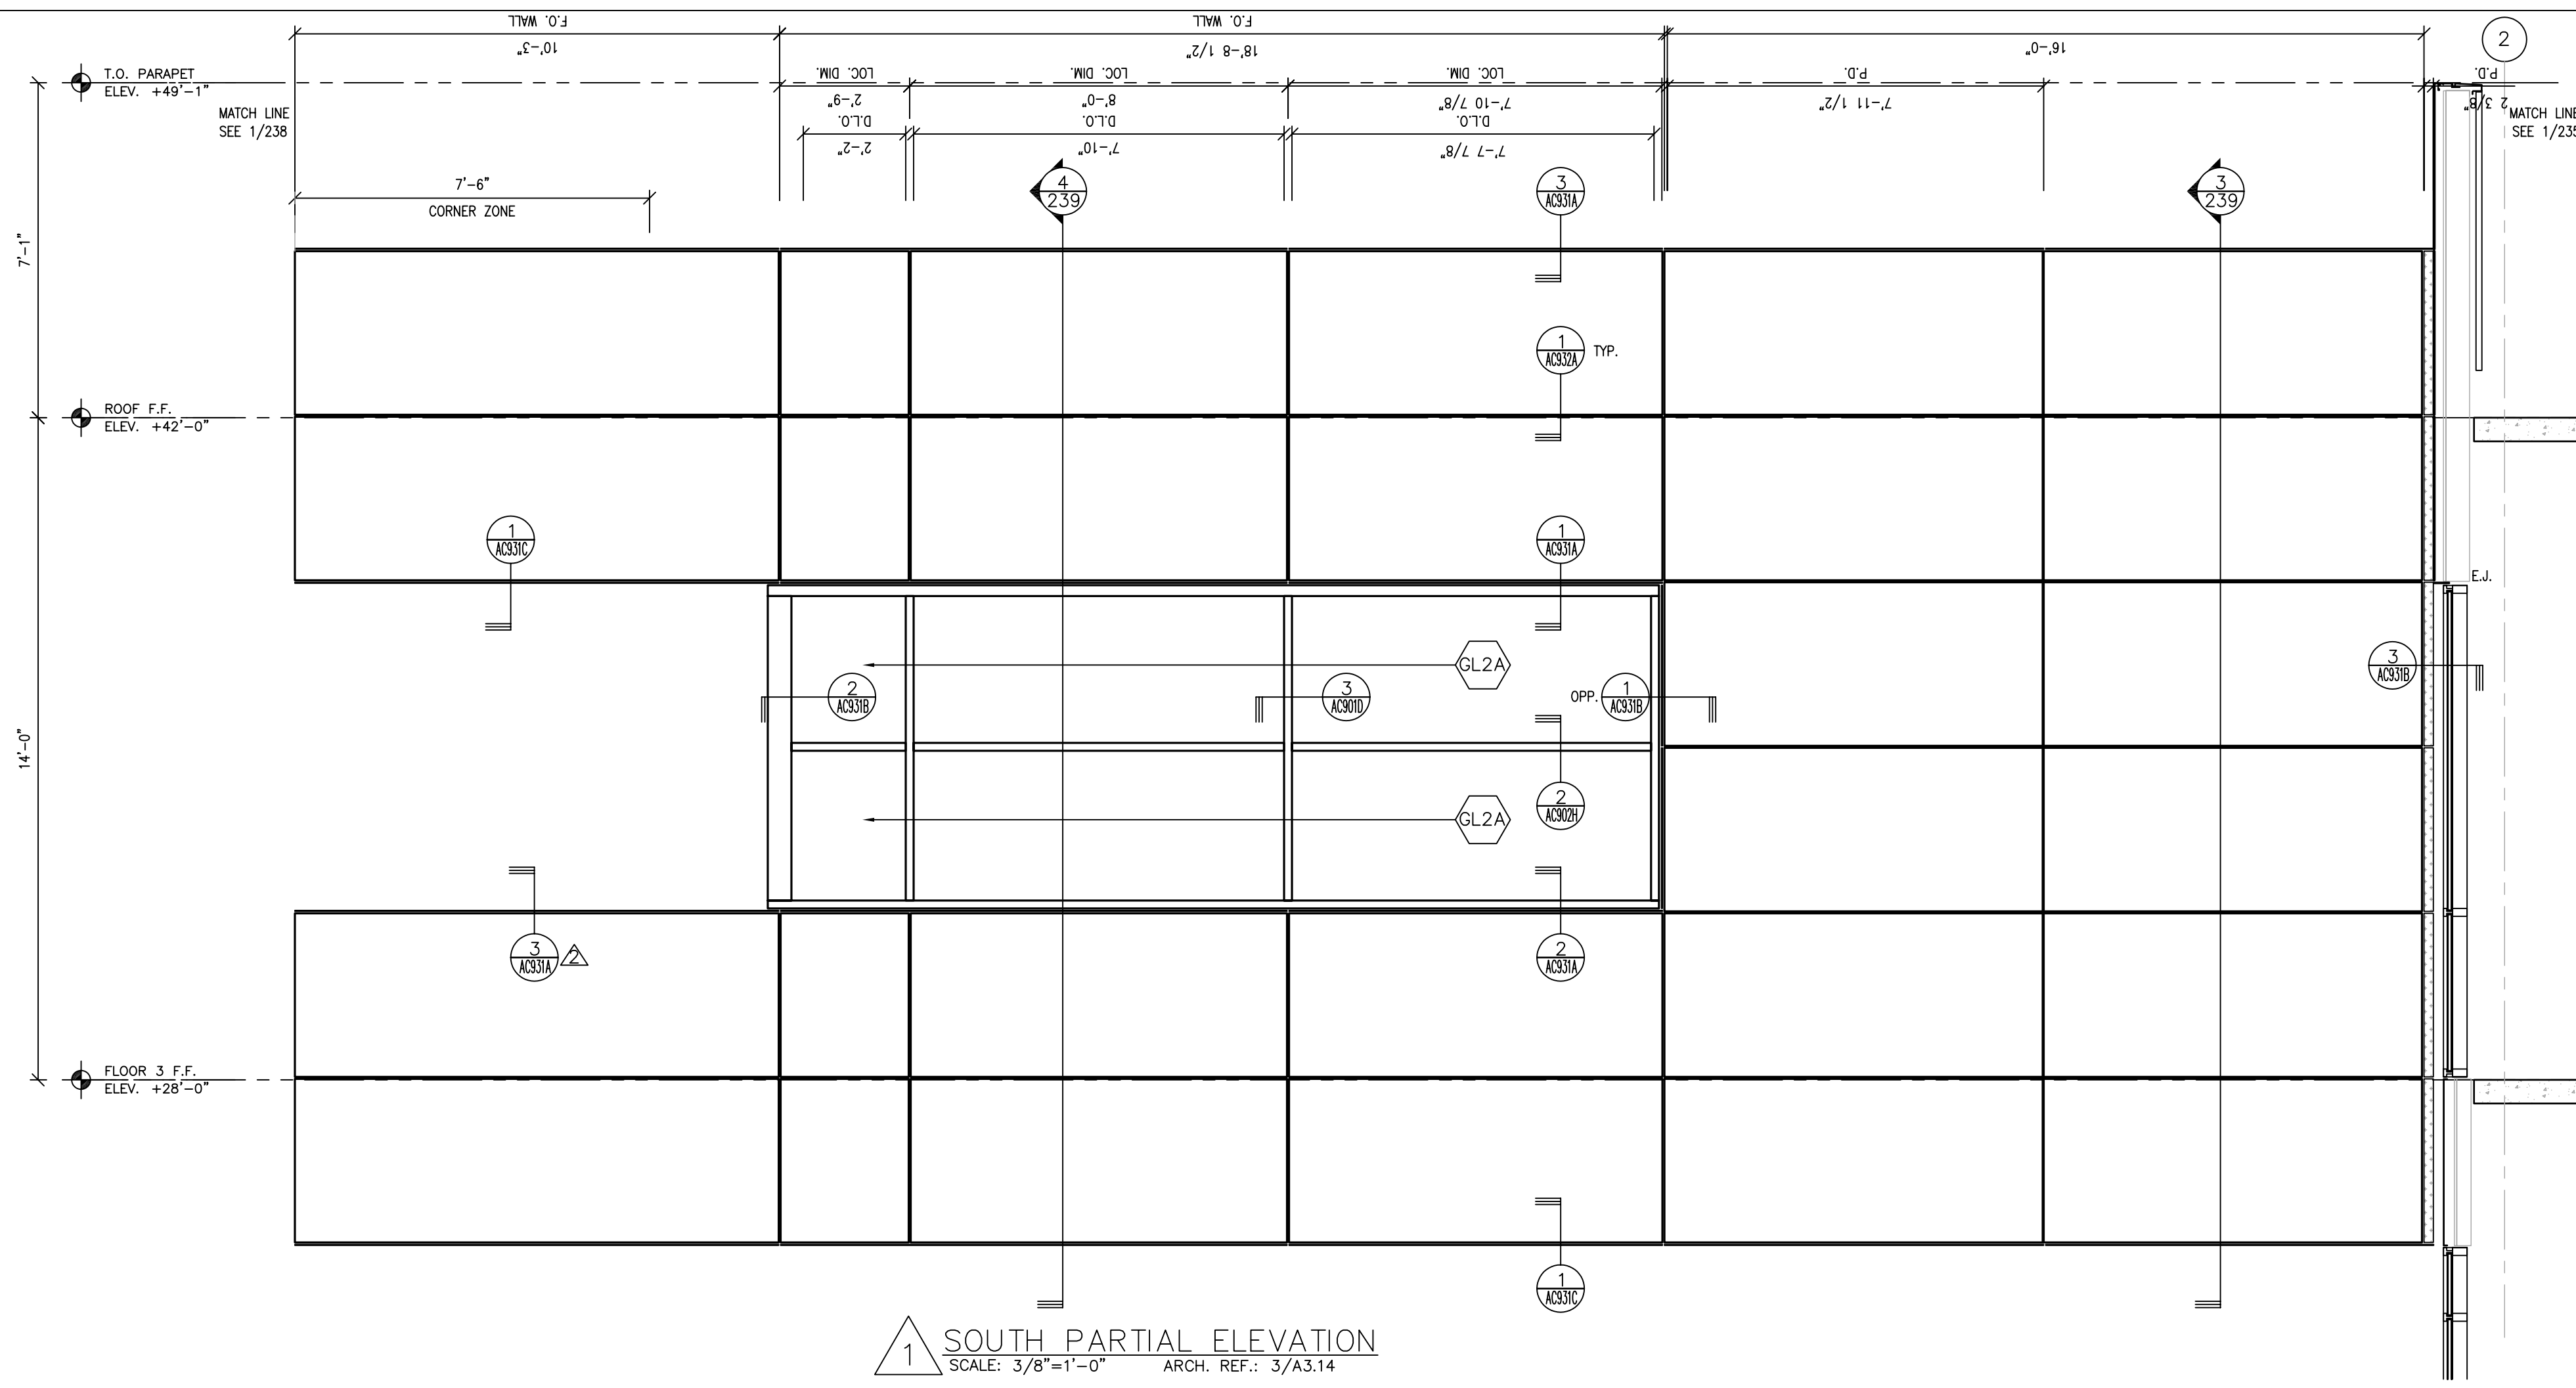 F.O. WALL
10'-3"
F.O. WALL
18'-8 1/2"
16'-0"
2
T.O. PARAPET
ELEV. +49'-1"
LOC. DIM.
2'-9"
LOC. DIM.
8'-0"
LOC. DIM.
7'-10 7/8"
P.D.
7'-11 1/2"
P.D.
2 3/8"
MATCH LINE
SEE 1/238
D.L.O.
2'-2"
D.L.O.
7'-10"
D.L.O.
7'-7 7/8"
MATCH LINE
SEE 1/235
7'-6"
CORNER ZONE
4
239
3
AC931A
3
239
7'-1"
1
AC932A
TYP.
ROOF F.F.
ELEV. +42'-0"
1
AC931C
1
AC931A
E.J.
GL2A
3
AC931B
2
AC931B
3
AC901D
OPP.
1
AC931B
14'-0"
GL2A
2
AC902H
3
AC931A
2
2
AC931A
FLOOR 3 F.F.
ELEV. +28'-0"
1
AC931C
1
SOUTH PARTIAL ELEVATION
SCALE: 3/8"=1'-0" ARCH. REF.: 3/A3.14